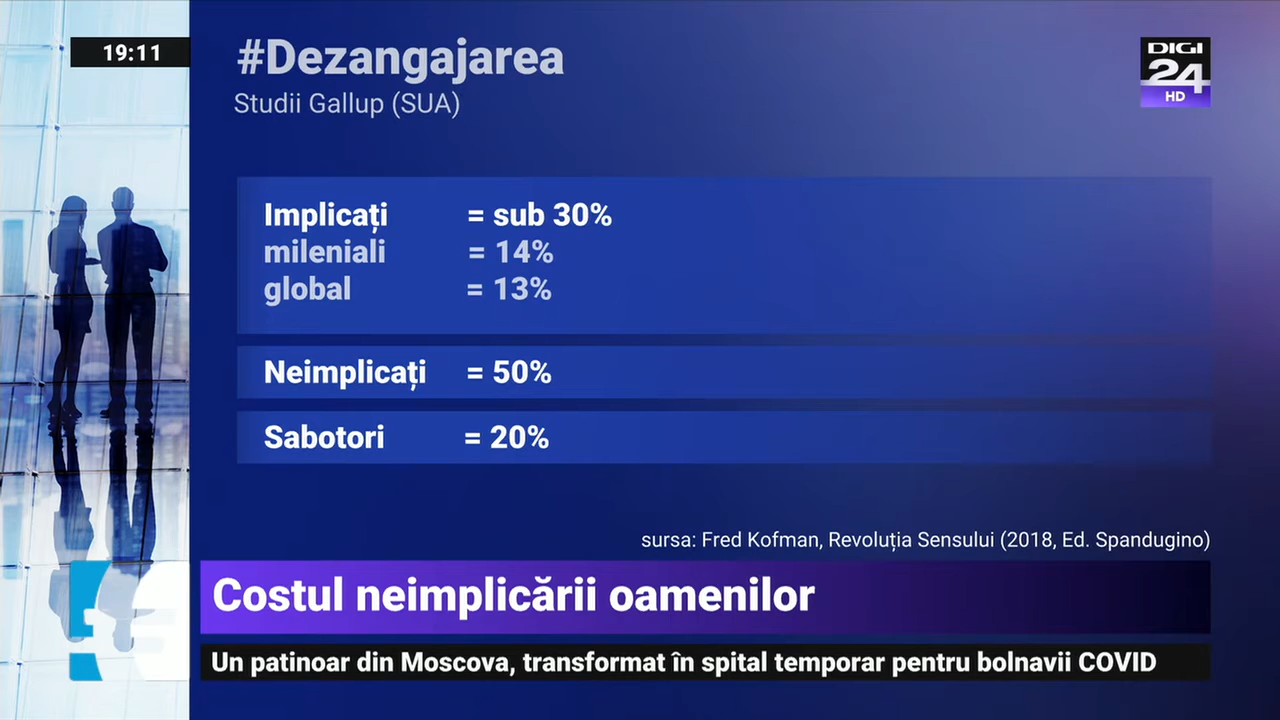 19:11
#Dezangajarea
Studii Gallup (SUA)
DIGI
24
HD
Implicați = sub 30%
mileniali = 14%
global = 13%
Neimplicați = 50%
Sabotori = 20%
sursa: Fred Kofman, Revoluția Sensului (2018, Ed. Spandugino)
Costul neimplicării oamenilor
Un patinoar din Moscova, transformat în spital temporar pentru bolnavii COVID